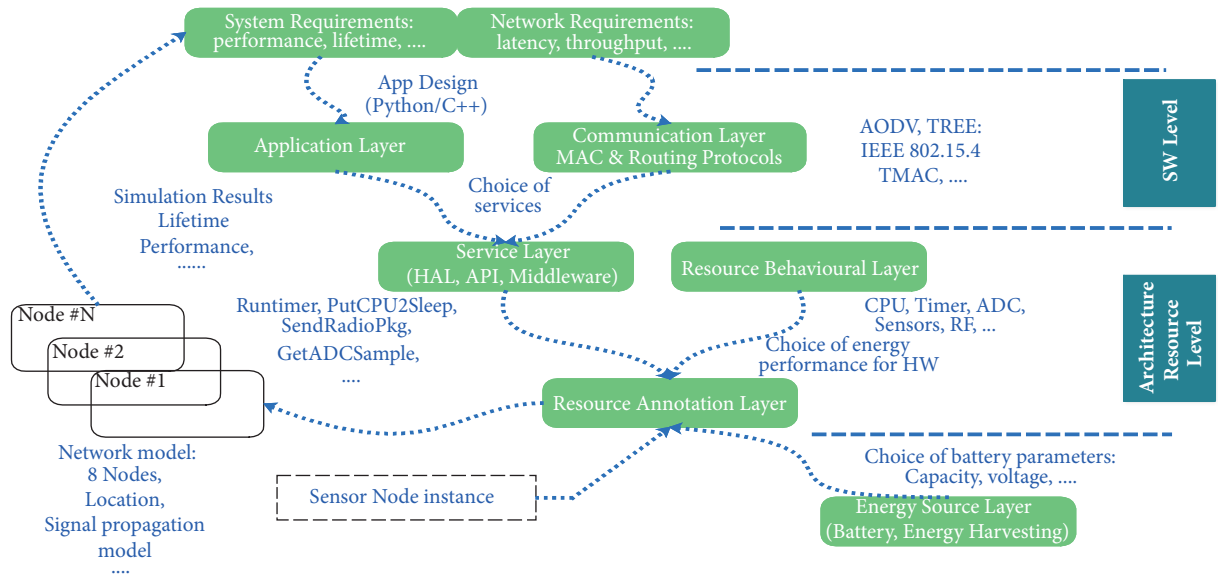 System Requirements:
performance, lifetime, ....
Network Requirements:
latency, throughput, ....
App Design
(Python/C++)
Application Layer
Communication Layer
MAC & Routing Protocols
AODV, TREE:
IEEE 802.15.4
TMAC, ....
SW Level
Simulation Results
Lifetime
Performance,
......
Choice of
services
Service Layer
(HAL, API, Middleware)
Resource Behavioural Layer
Runtimer, PutCPU2Sleep,
SendRadioPkg,
GetADCSample,
....
CPU, Timer, ADC,
Sensors, RF, ...
Choice of energy
performance for HW
Architecture
Resource
Level
Node #N
Node #2
Node #1
Resource Annotation Layer
Network model:
8 Nodes,
Location,
Signal propagation
model
....
Sensor Node instance
Choice of battery parameters:
Capacity, voltage, ....
Energy Source Layer
(Battery, Energy Harvesting)